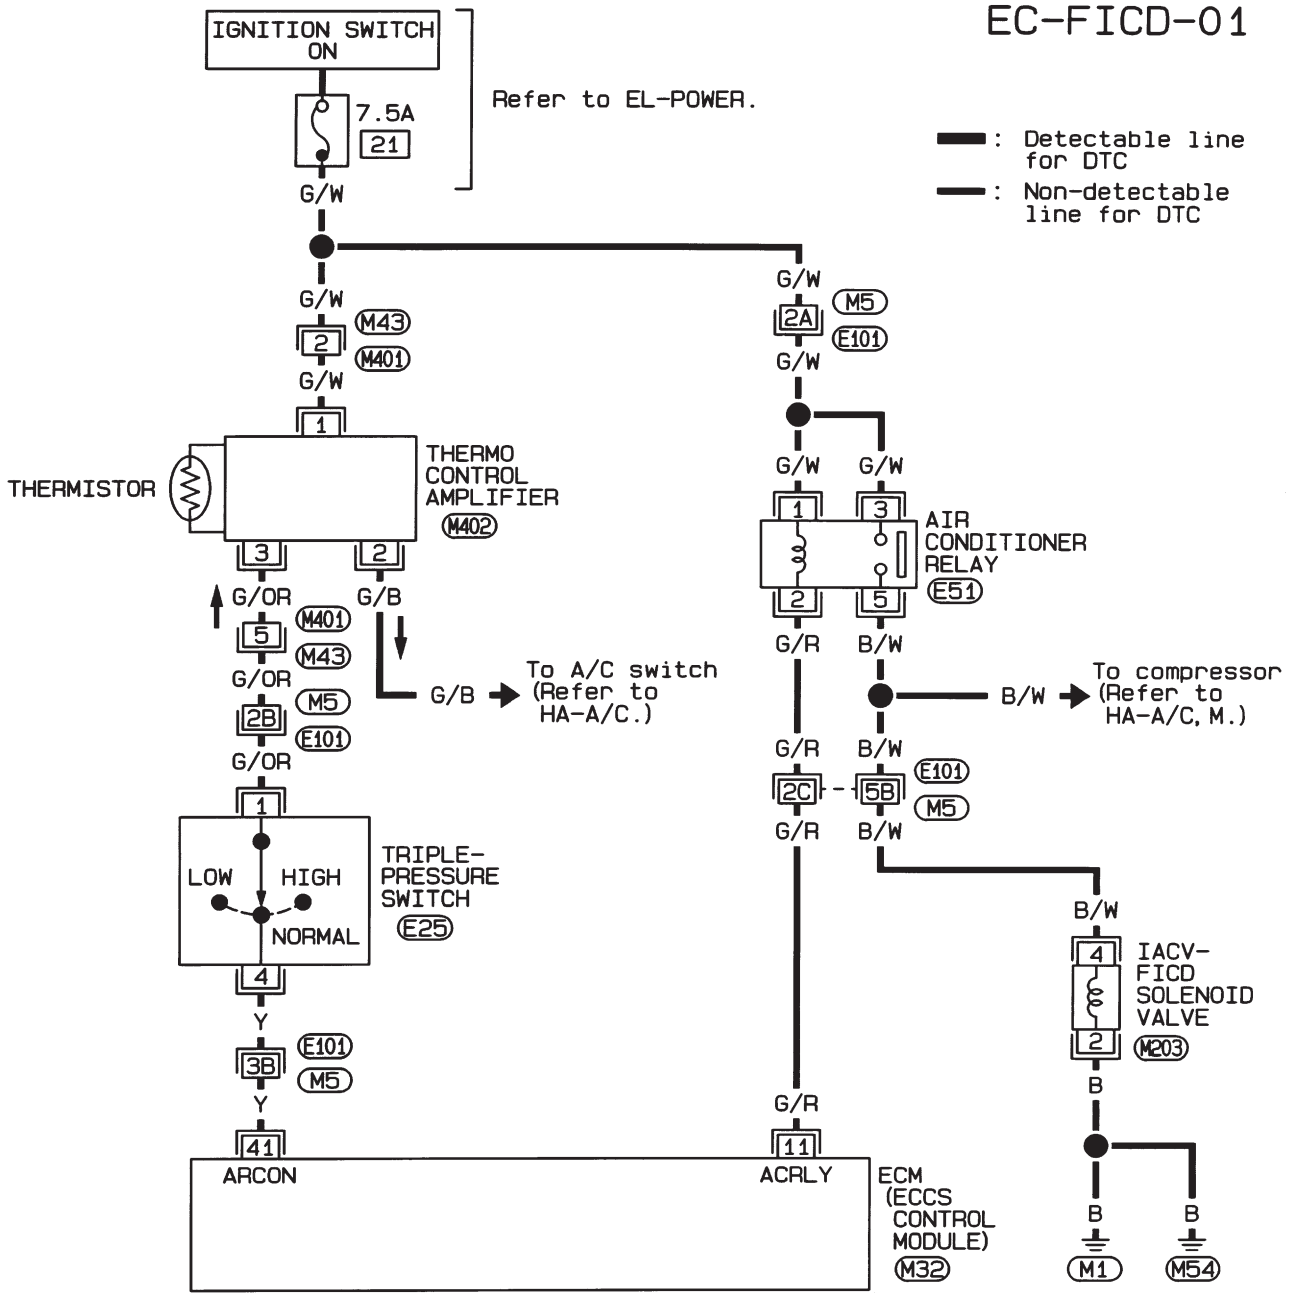 EC-FICD-01
IGNITION SWITCH
ON
7.5A
21
Refer to EL-POWER.
: Detectable line
for DTC
: Non-detectable
line for DTC
G/W
G/W
M43
2
M401
G/W
1
THERMISTOR
THERMO
CONTROL
AMPLIFIER
M402
3
2
G/OR
G/B
M401
5
M43
G/OR
G/B
To A/C switch
(Refer to
HA-A/C.)
M5
2B
E101
G/OR
1
LOW
HIGH
NORMAL
TRIPLE-
PRESSURE
SWITCH
E25
4
Y
E101
3B
M5
Y
41
ARCON
G/W
M5
2A
E101
G/W
G/W
G/W
1
3
AIR
CONDITIONER
RELAY
E51
2
5
G/R
B/W
B/W
To compressor
(Refer to
HA-A/C, M.)
G/R
B/W
E101
2C
5B
M5
G/R
B/W
B/W
4
IACV-
FICD
SOLENOID
VALVE
2
M203
B
G/R
11
ACRLY
ECM
(ECCS
CONTROL
MODULE)
M32
B
B
M1
M54